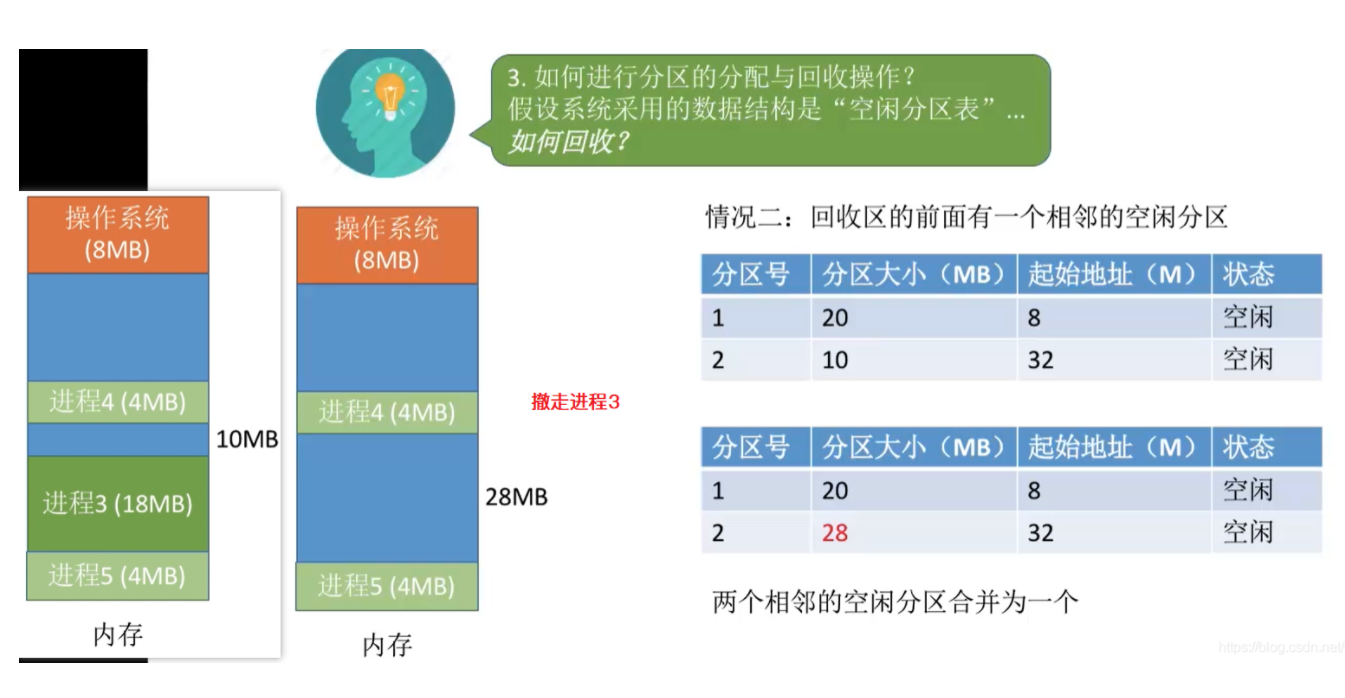 3. 如何进行分区的分配与回收操作？
假设系统采用的数据结构是“空闲分区表”...
如何回收？
操作系统
(8MB)
进程4 (4MB)
10MB
进程3 (18MB)
进程5 (4MB)
内存
操作系统
(8MB)
进程4 (4MB)
28MB
进程5 (4MB)
内存
撤走进程3
情况二：回收区的前面有一个相邻的空闲分区
分区号 分区大小（MB） 起始地址（M） 状态
1 20 8 空闲
2 10 32 空闲
分区号 分区大小（MB） 起始地址（M） 状态
1 20 8 空闲
2 28 32 空闲
两个相邻的空闲分区合并为一个
https://blog.csdn.net/